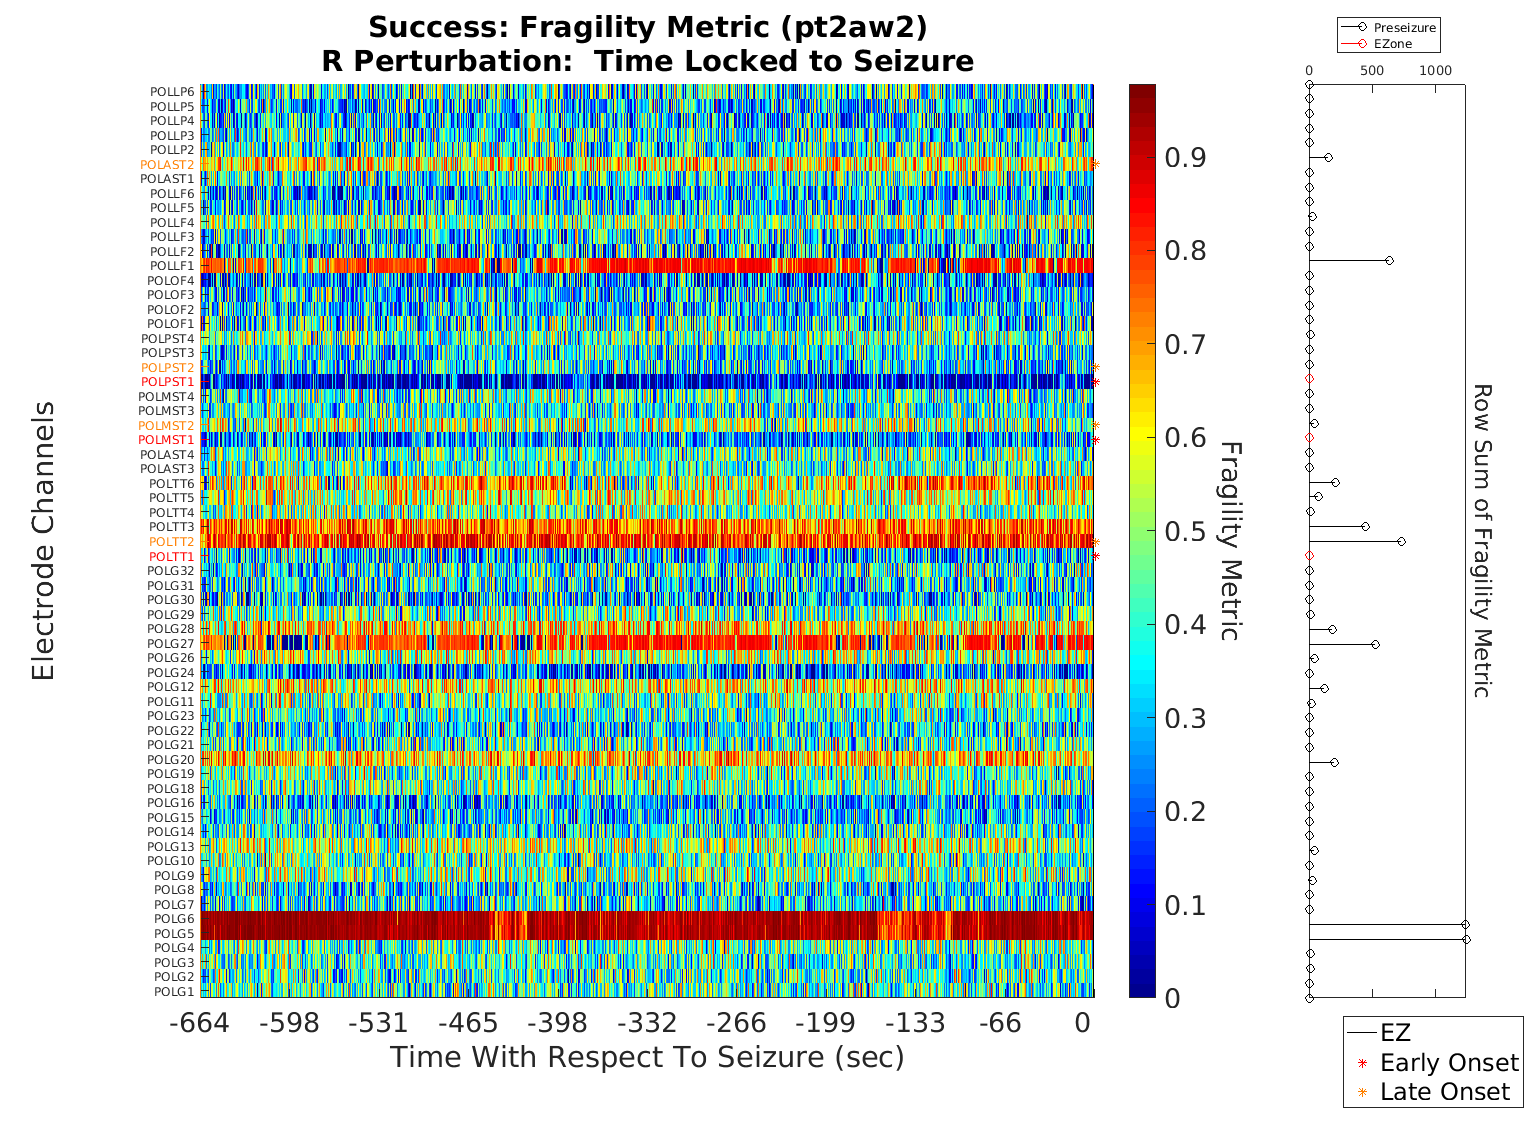 Success: Fragility Metric (pt2aw2)
R Perturbation:  Time Locked to Seizure
Electrode Channels
POLLP6
POLLP5
POLLP4
POLLP3
POLLP2
POLAST2
POLAST1
POLLF6
POLLF5
POLLF4
POLLF3
POLLF2
POLLF1
POLOF4
POLOF3
POLOF2
POLOF1
POLPST4
POLPST3
POLPST2
POLPST1
POLMST4
POLMST3
POLMST2
POLMST1
POLAST4
POLAST3
POLTT6
POLTT5
POLTT4
POLTT3
POLTT2
POLTT1
POLG32
POLG31
POLG30
POLG29
POLG28
POLG27
POLG26
POLG24
POLG12
POLG11
POLG23
POLG22
POLG21
POLG20
POLG19
POLG18
POLG16
POLG15
POLG14
POLG13
POLG10
POLG9
POLG8
POLG7
POLG6
POLG5
POLG4
POLG3
POLG2
POLG1
-664 -598 -531 -465 -398 -332 -266 -199 -133 -66 0
Time With Respect To Seizure (sec)
0.9
0.8
0.7
0.6
0.5
0.4
0.3
0.2
0.1
0
Fragility Metric
Preseizure
EZone
0 500 1000
Row Sum of Fragility Metric
EZ
Early Onset
Late Onset